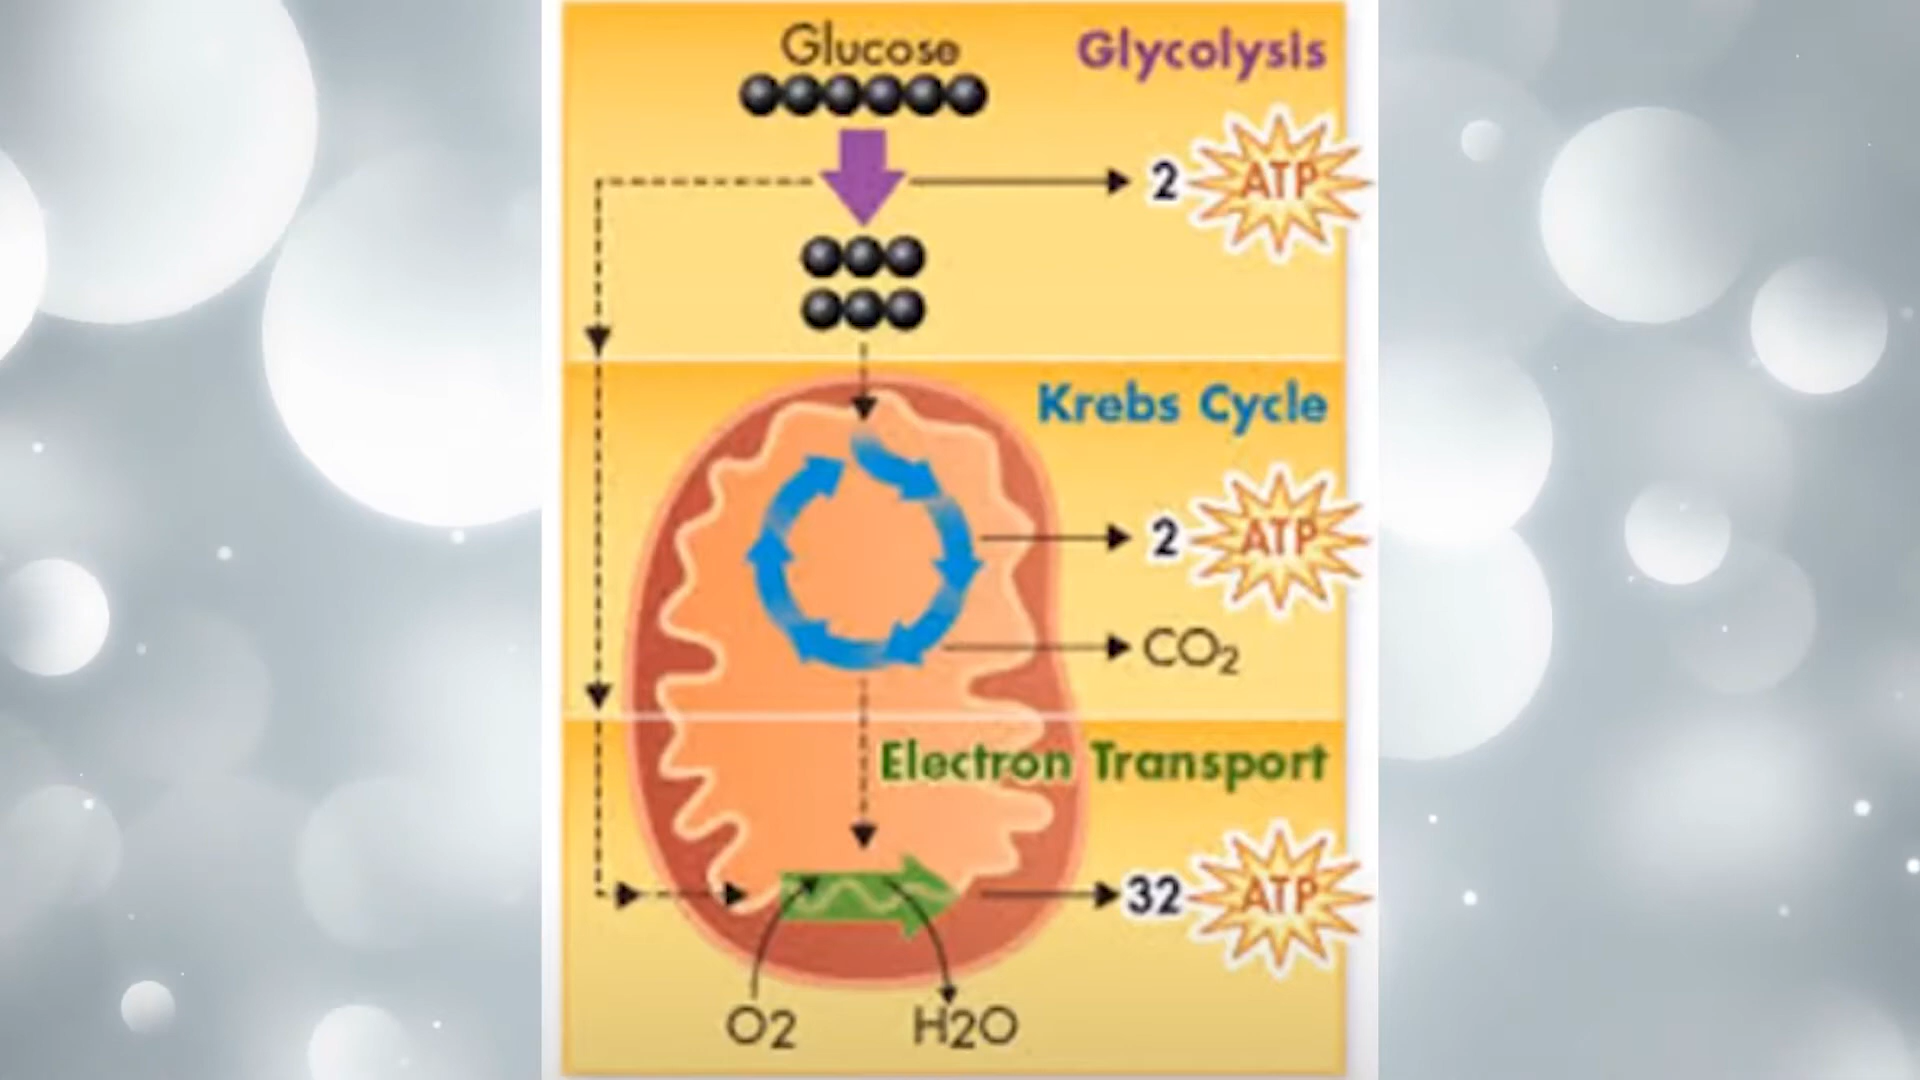 Glucose
Glycolysis
2 ATP
Krebs Cycle
2 ATP
CO₂
Electron Transport
32 ATP
O2
H2O